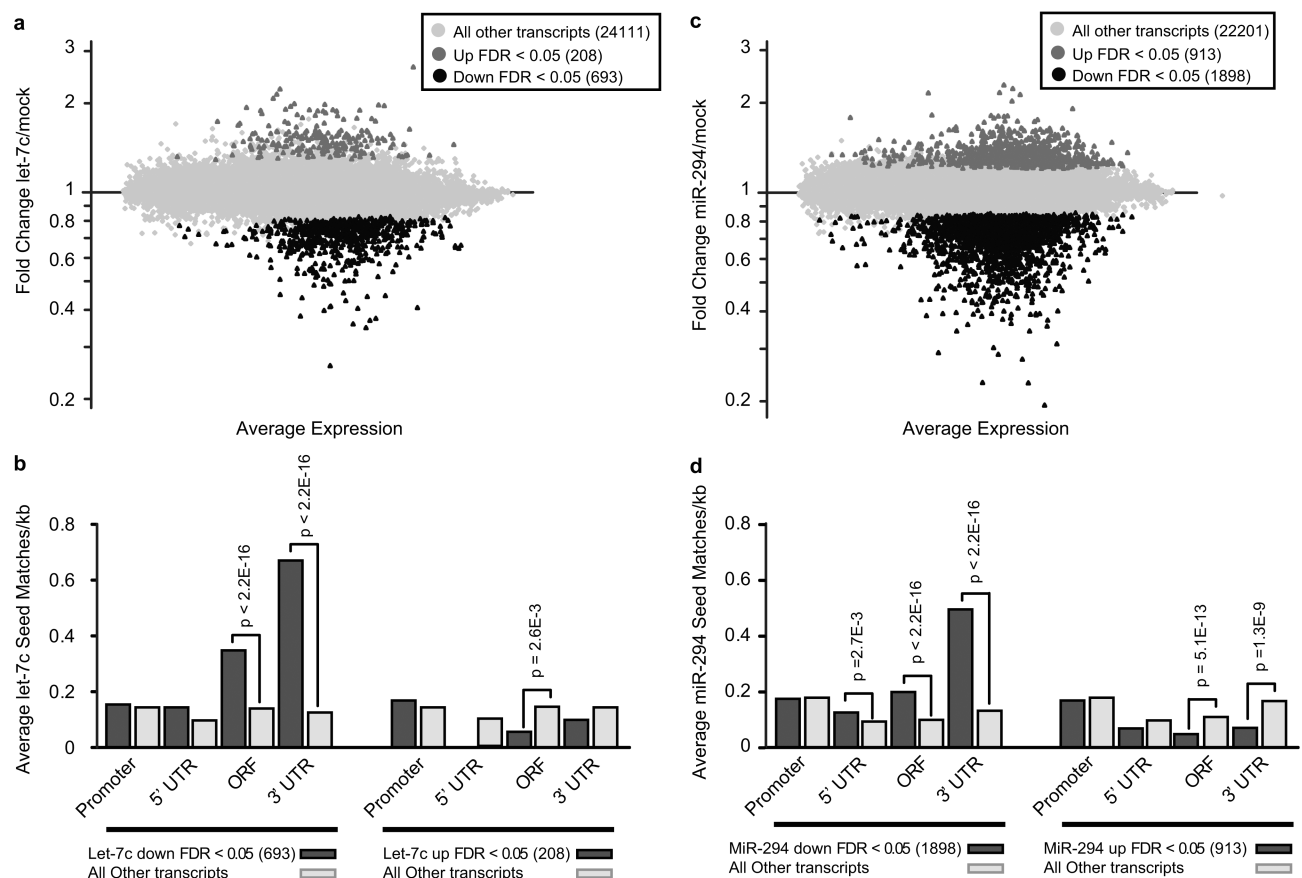 a
All other transcripts (24111)
Up FDR < 0.05 (208)
Down FDR < 0.05 (693)
Fold Change let-7c/mock
3
2
1
0.8
0.6
0.4
0.2
Average Expression
c
All other transcripts (22201)
Up FDR < 0.05 (913)
Down FDR < 0.05 (1898)
Fold Change miR-294/mock
3
2
1
0.8
0.6
0.4
0.2
Average Expression
b
Average let-7c Seed Matches/kb
0.8
0.6
0.4
0.2
0
p < 2.2E-16
p < 2.2E-16
p = 2.6E-3
Promoter
5' UTR
ORF
3' UTR
Promoter
5' UTR
ORF
3' UTR
Let-7c down FDR < 0.05 (693)
All Other transcripts
Let-7c up FDR < 0.05 (208)
All Other transcripts
d
Average miR-294 Seed Matches/kb
0.8
0.6
0.4
0.2
0
p =2.7E-3
p < 2.2E-16
p < 2.2E-16
p = 5.1E-13
p =1.3E-9
Promoter
5' UTR
ORF
3' UTR
Promoter
5' UTR
ORF
3' UTR
MiR-294 down FDR < 0.05 (1898)
All Other transcripts
MiR-294 up FDR < 0.05 (913)
All Other transcripts